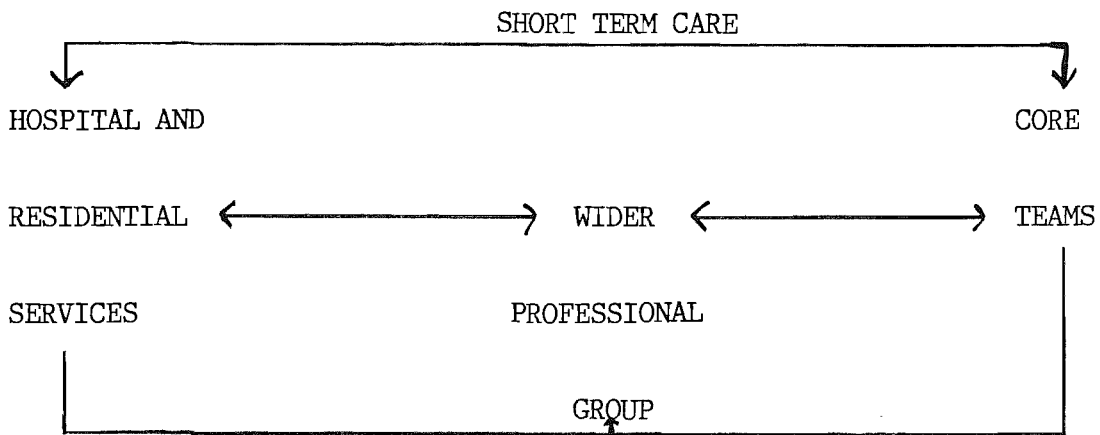 SHORT TERM CARE
HOSPITAL AND CORE
RESIDENTIAL WIDER TEAMS
SERVICES PROFESSIONAL
GROUP